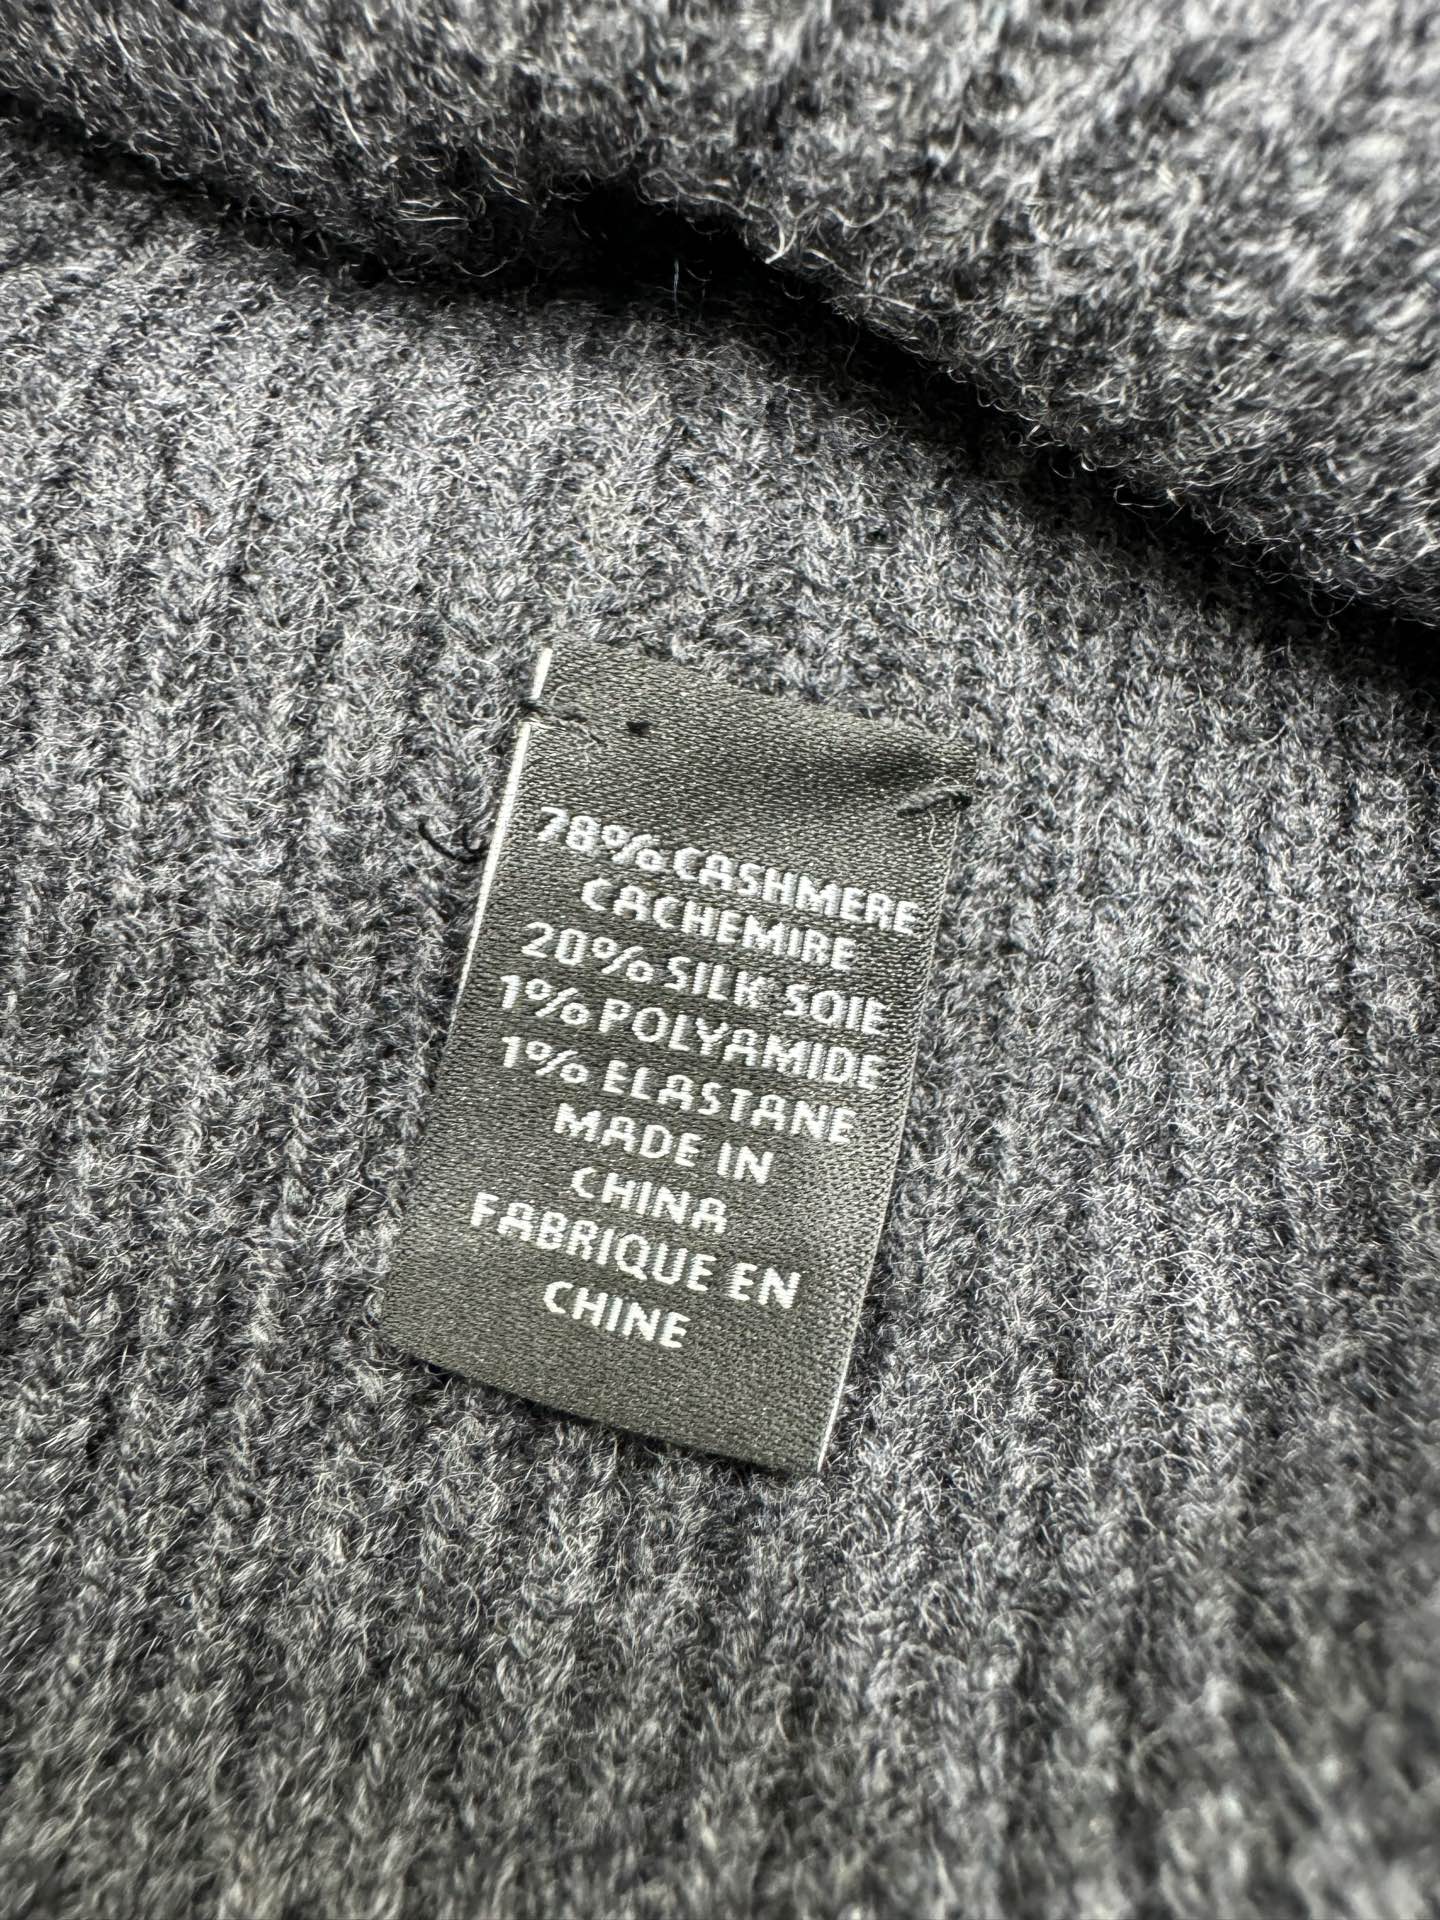 78% CASHMERE
CACHEMIRE
20% SILK SOIE
1% POLYAMIDE
1% ELASTANE
MADE IN
CHINA
FABRIQUE EN
CHINE